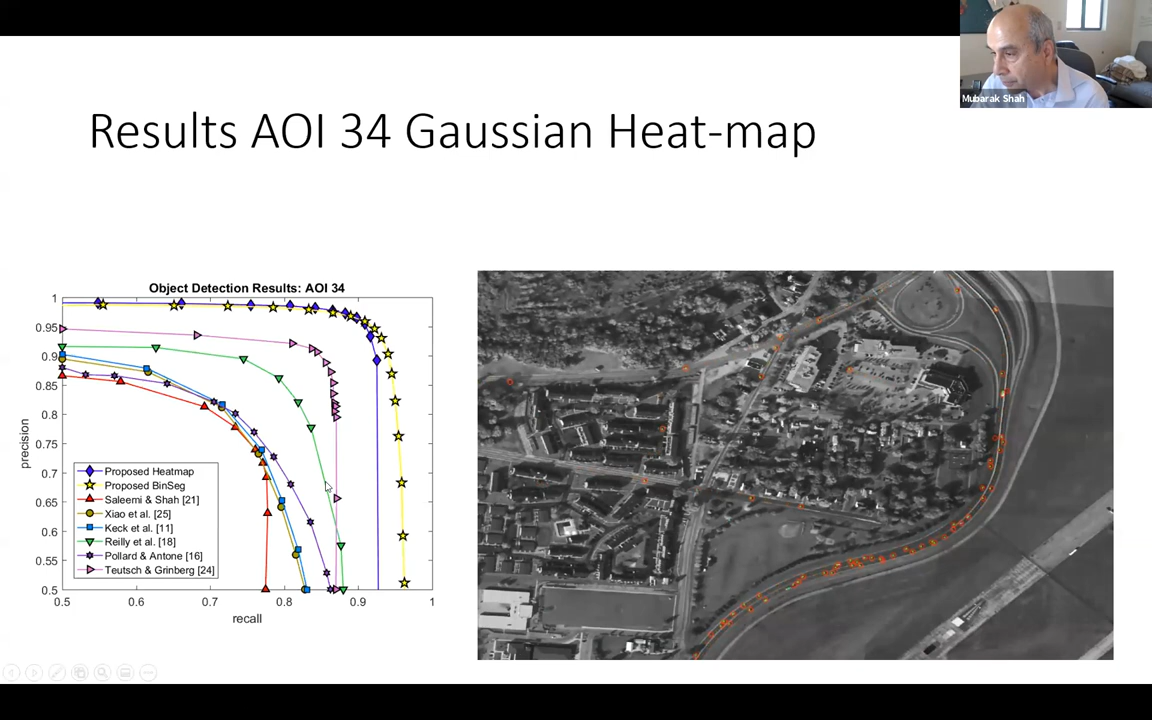 Mubarak Shah
Results AOI 34 Gaussian Heat-map
Object Detection Results: AOI 34
1
0.95
0.9
0.85
0.8
0.75
0.7
0.65
0.6
0.55
0.5
precision
Proposed Heatmap
Proposed BinSeg
Saleemi & Shah [21]
Xiao et al. [25]
Keck et al. [11]
Reilly et al. [18]
Pollard & Antone [16]
Teutsch & Grinberg [24]
0.5 0.6 0.7 0.8 0.9 1
recall